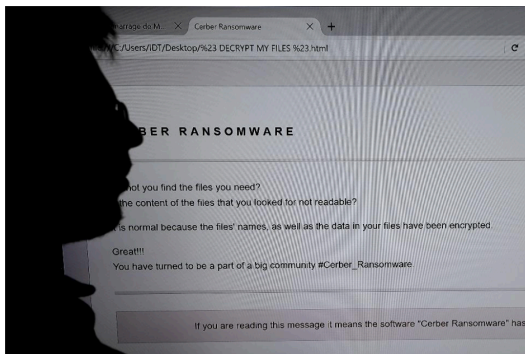 arrage de M... × Cerber Ransomware × +
C:/Users/IDT/Desktop/%23 DECRYPT MY FILES %23.html C
BER RANSOMWARE
not you find the files you need?
the content of the files that you looked for not readable?
is normal because the files' names, as well as the data in your files have been encrypted.
Great!!!
You have turned to be a part of a big community #Cerber_Ransomware.
If you are reading this message it means the software "Cerber Ransomware" has